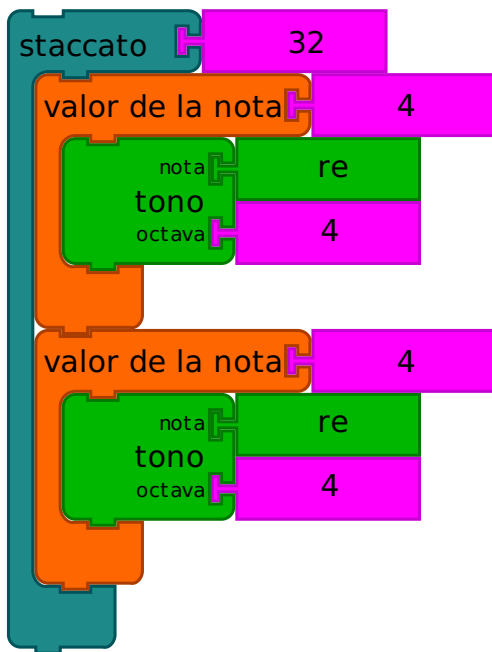 staccato 32
valor de la nota 4
nota re
tono
octava 4
valor de la nota 4
nota re
tono
octava 4